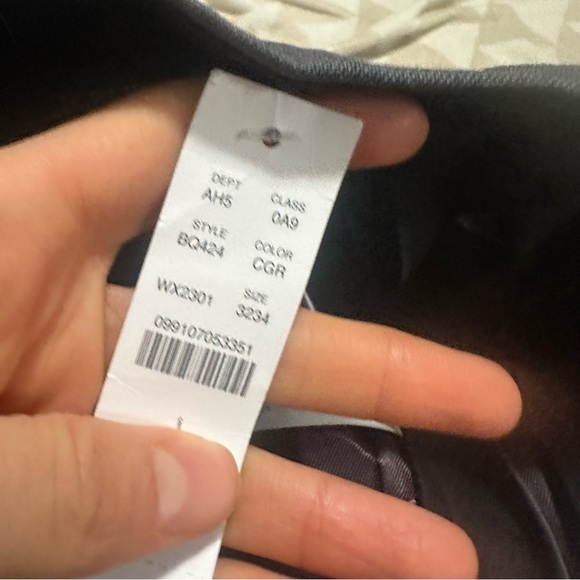 DEPT CLASS
AH5 0A9
STYLE COLOR
BQ424 CGR
WX2301 SIZE
3234
099107053351